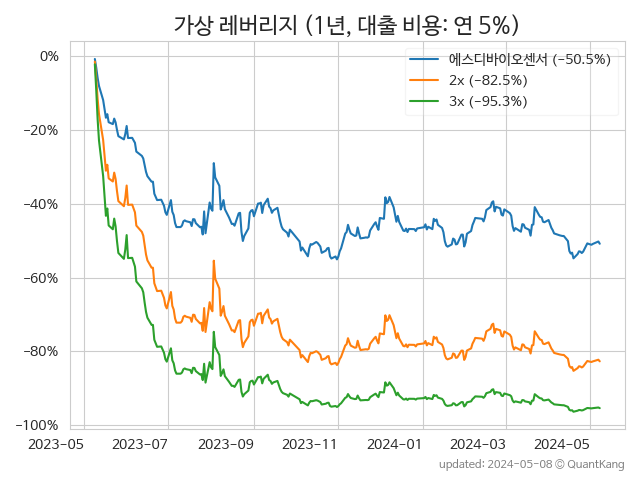 가상 레버리지 (1년, 대출 비용: 연 5%)
에스디바이오센서 (−50.5%)
2x (−82.5%)
3x (−95.3%)
0%
−20%
−40%
−60%
−80%
−100%
2023-05 2023-07 2023-09 2023-11 2024-01 2024-03 2024-05
updated: 2024-05-08 © QuantKang